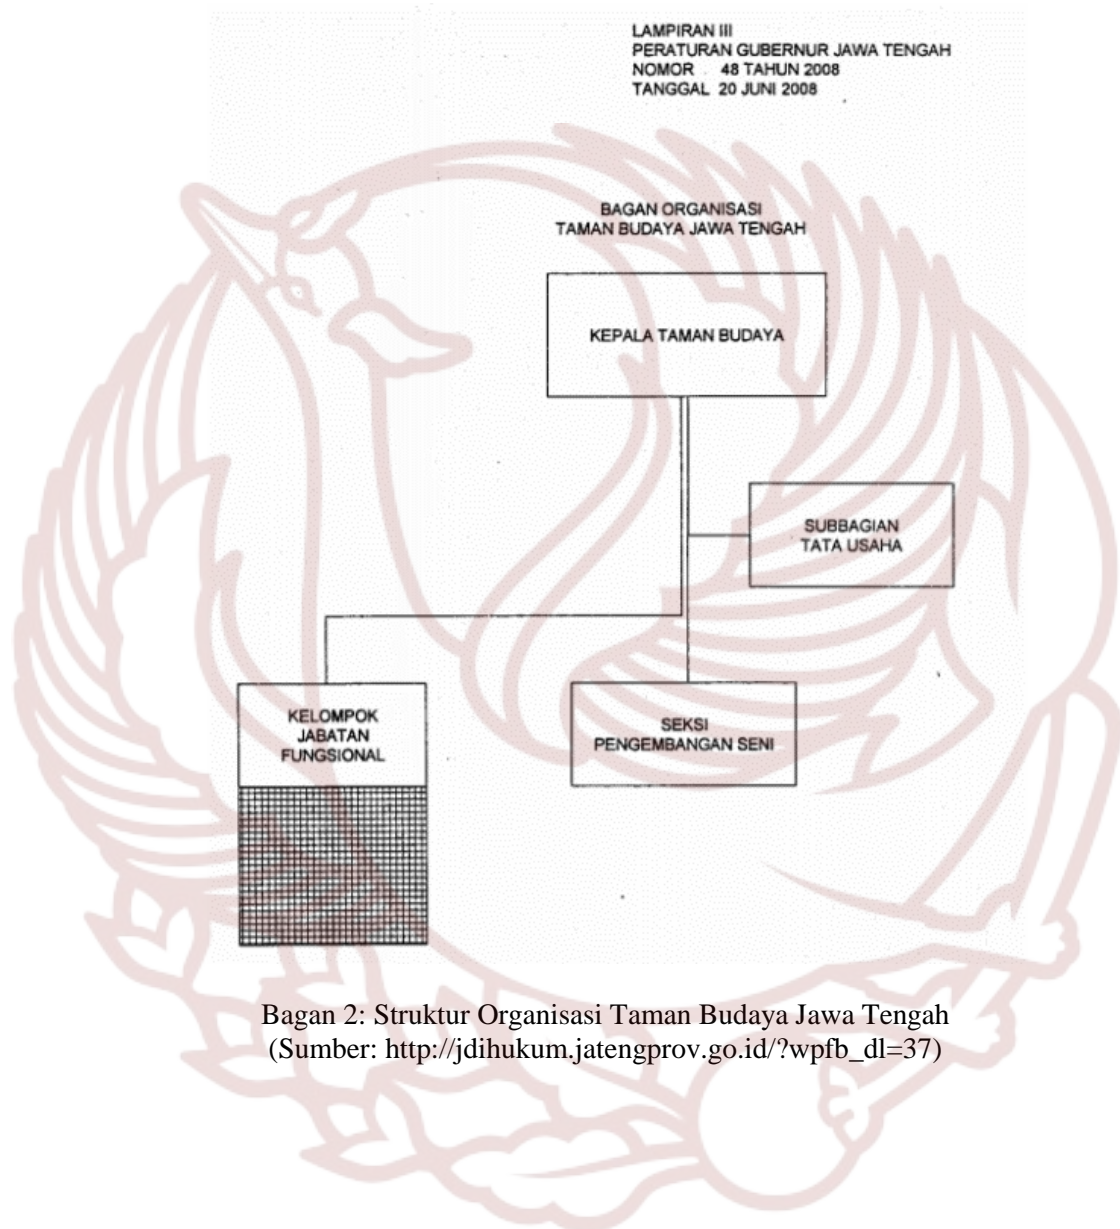 LAMPIRAN III
PERATURAN GUBERNUR JAWA TENGAH
NOMOR 48 TAHUN 2008
TANGGAL 20 JUNI 2008
BAGAN ORGANISASI
TAMAN BUDAYA JAWA TENGAH
KEPALA TAMAN BUDAYA
SUBBAGIAN
TATA USAHA
KELOMPOK
JABATAN
FUNGSIONAL
SEKSI
PENGEMBANGAN SENI
Bagan 2: Struktur Organisasi Taman Budaya Jawa Tengah
(Sumber: http://jdihukum.jatengprov.go.id/?wpfb_dl=37)